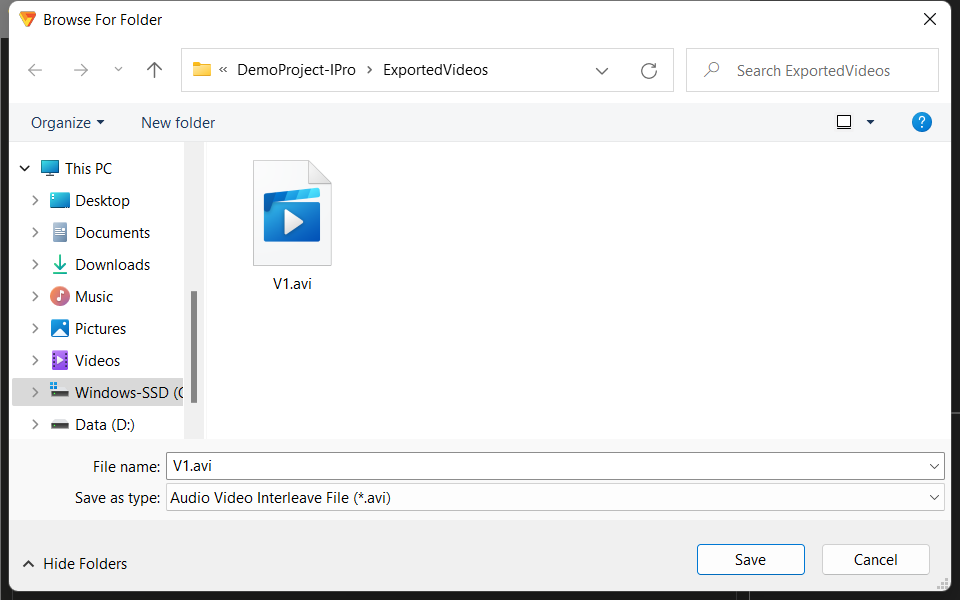 Browse For Folder
« DemoProject-IPro > ExportedVideos
Search ExportedVideos
Organize
New folder
?
This PC
Desktop
Documents
Downloads
Music
Pictures
Videos
Windows-SSD (C
Data (D:)
V1.avi
File name: V1.avi
Save as type: Audio Video Interleave File (*.avi)
Hide Folders
Save
Cancel